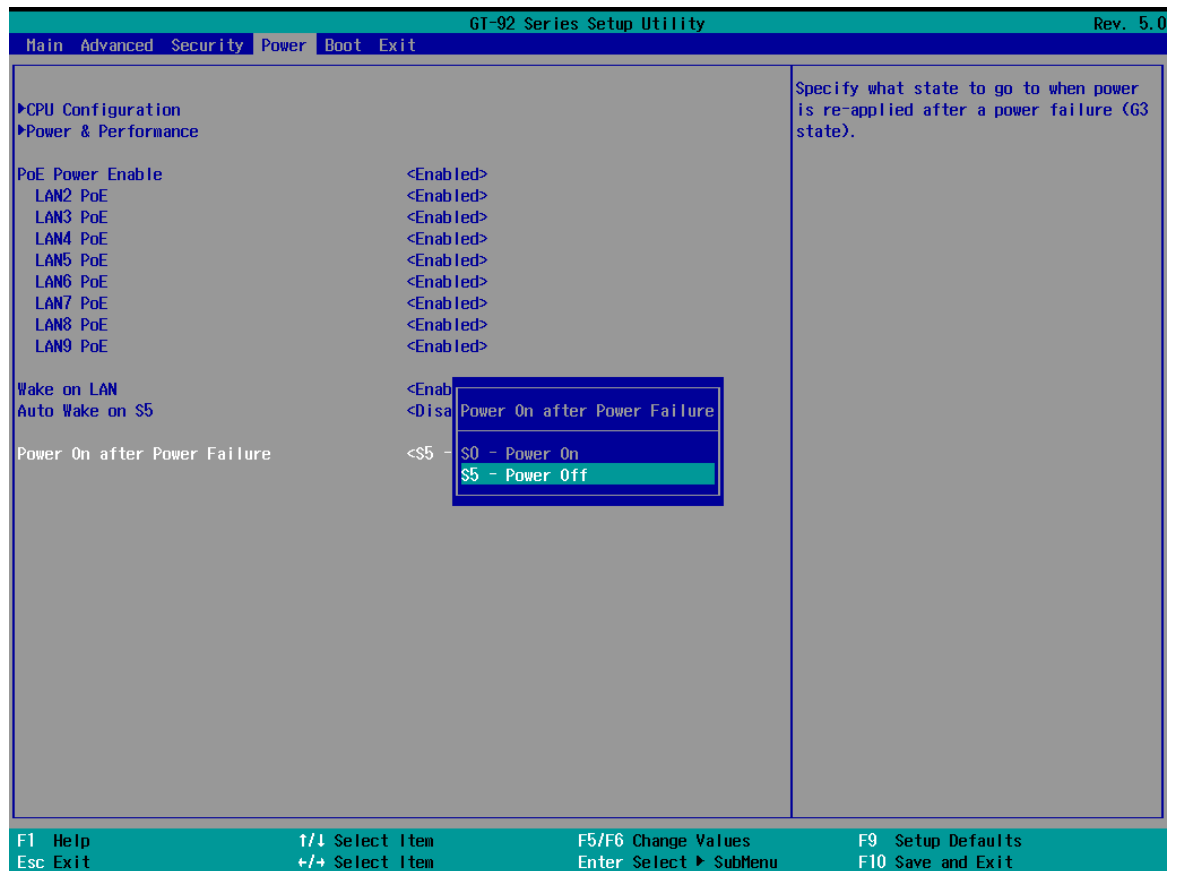 GT-92 Series Setup Utility Rev. 5.0
Main Advanced Security Power Boot Exit
Specify what state to go to when power
is re-applied after a power failure (G3
state).
▶CPU Configuration
▶Power & Performance
PoE Power Enable <Enabled>
LAN2 PoE <Enabled>
LAN3 PoE <Enabled>
LAN4 PoE <Enabled>
LAN5 PoE <Enabled>
LAN6 PoE <Enabled>
LAN7 PoE <Enabled>
LAN8 PoE <Enabled>
LAN9 PoE <Enabled>
Wake on LAN <Enab
Auto Wake on S5 <Disa
Power On after Power Failure <S5 -
Power On after Power Failure
S0 - Power On
S5 - Power Off
F1 Help ↑/↓ Select Item F5/F6 Change Values F9 Setup Defaults
Esc Exit ←/→ Select Item Enter Select ▶ SubMenu F10 Save and Exit